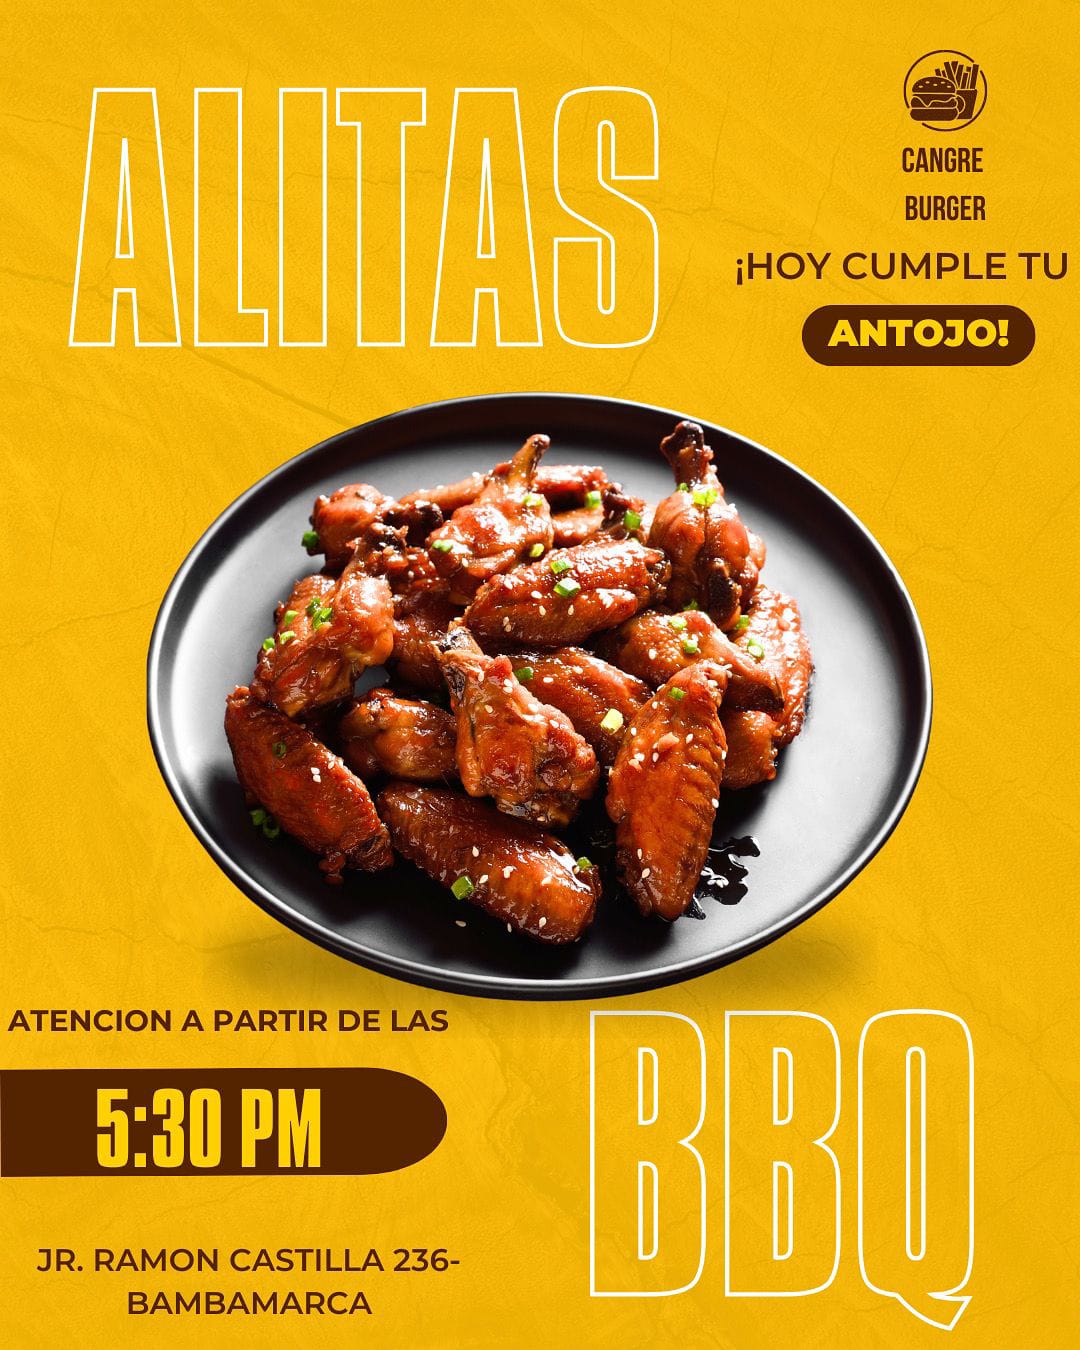 ALITAS
CANGRE
BURGER
¡HOY CUMPLE TU
ANTOJO!
ATENCION A PARTIR DE LAS
5:30 PM
BBQ
JR. RAMON CASTILLA 236-
BAMBAMARCA